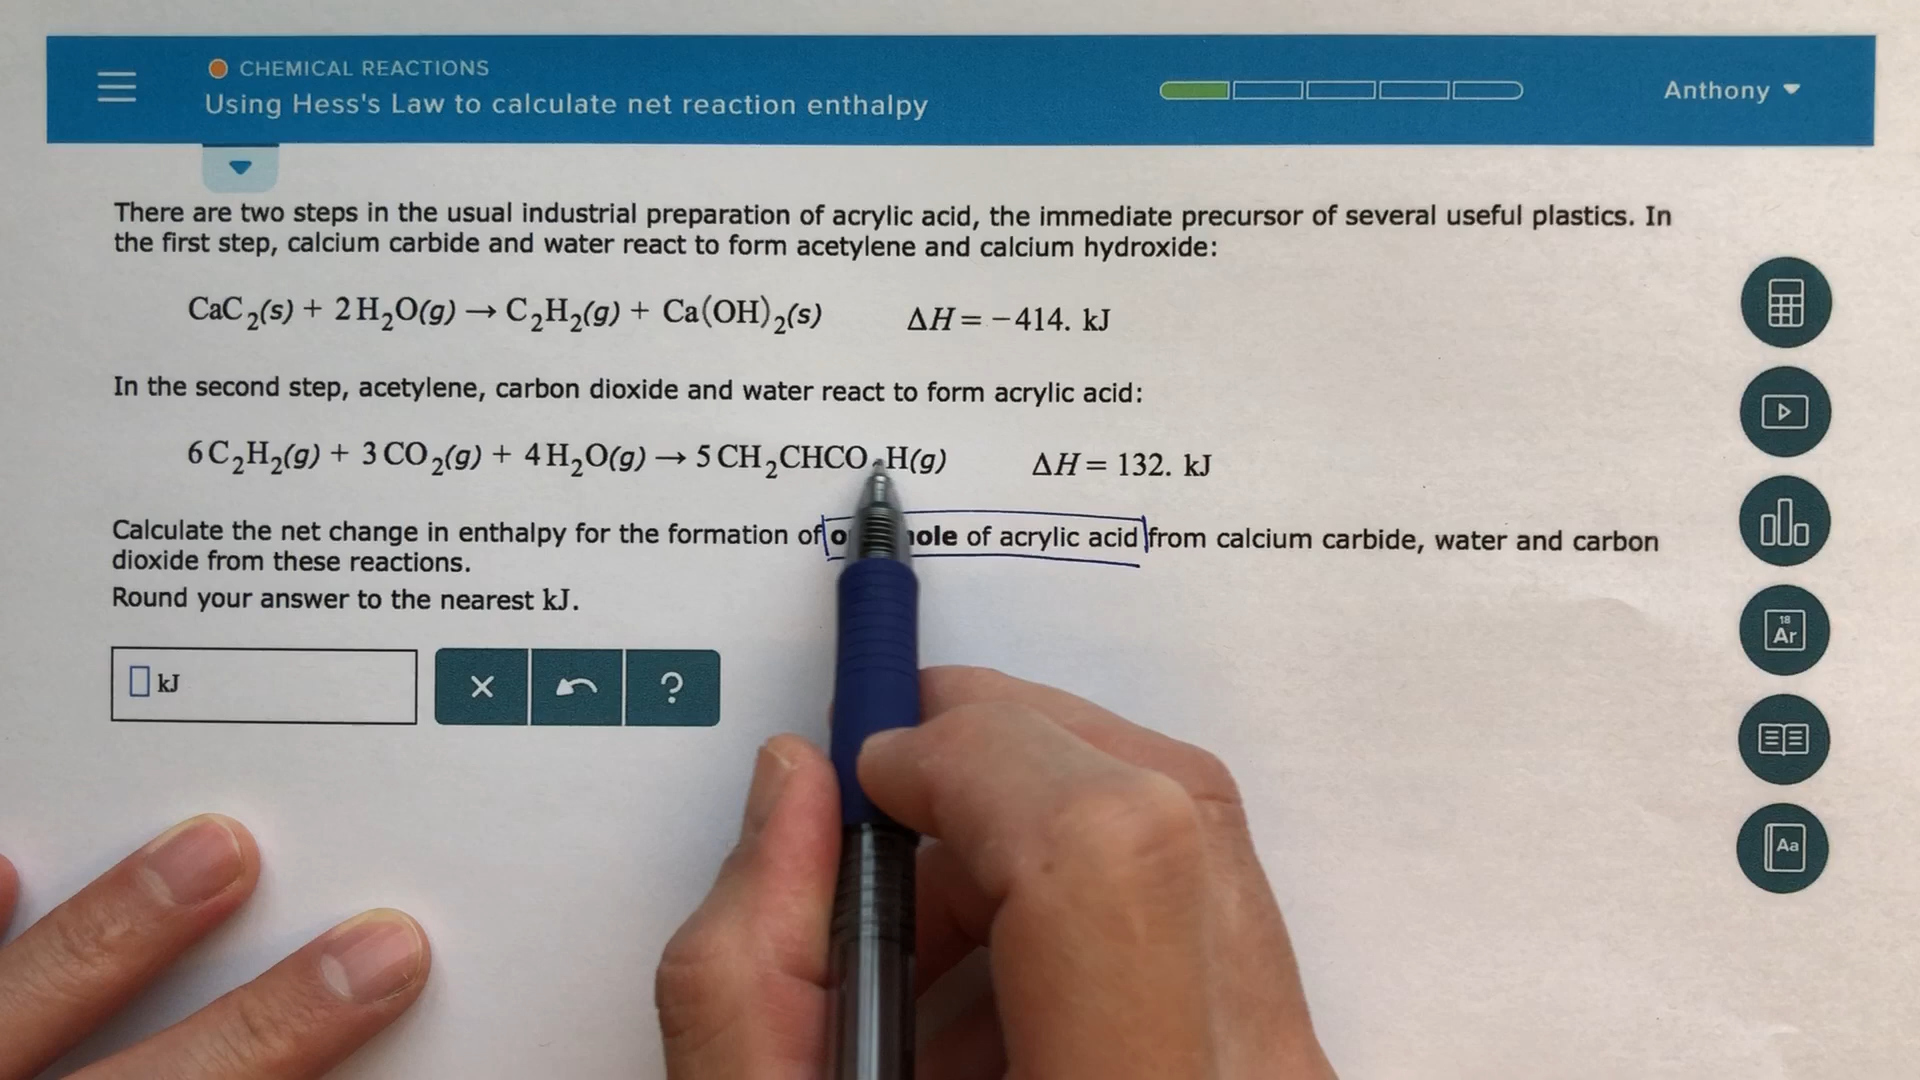 CHEMICAL REACTIONS
Using Hess's Law to calculate net reaction enthalpy
Anthony
There are two steps in the usual industrial preparation of acrylic acid, the immediate precursor of several useful plastics. In
the first step, calcium carbide and water react to form acetylene and calcium hydroxide:
CaC₂(s) + 2H₂O(g) → C₂H₂(g) + Ca(OH)₂(s) ΔH = −414. kJ
In the second step, acetylene, carbon dioxide and water react to form acrylic acid:
6C₂H₂(g) + 3CO₂(g) + 4H₂O(g) → 5CH₂CHCO H(g) ΔH = 132. kJ
Calculate the net change in enthalpy for the formation of of acrylic acid from calcium carbide, water and carbon
dioxide from these reactions.
Round your answer to the nearest kJ.
kJ
?
18
Ar
Aa